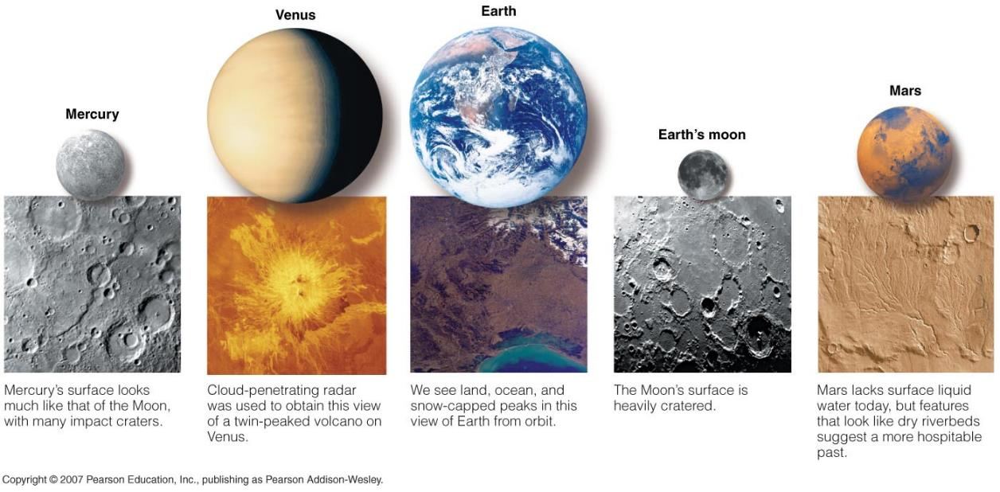 Mercury
Venus
Earth
Earth's moon
Mars
Mercury's surface looks
much like that of the Moon,
with many impact craters.
Cloud-penetrating radar
was used to obtain this view
of a twin-peaked volcano on
Venus.
We see land, ocean, and
snow-capped peaks in this
view of Earth from orbit.
The Moon's surface is
heavily cratered.
Mars lacks surface liquid
water today, but features
that look like dry riverbeds
suggest a more hospitable
past.
Copyright © 2007 Pearson Education, Inc., publishing as Pearson Addison-Wesley.